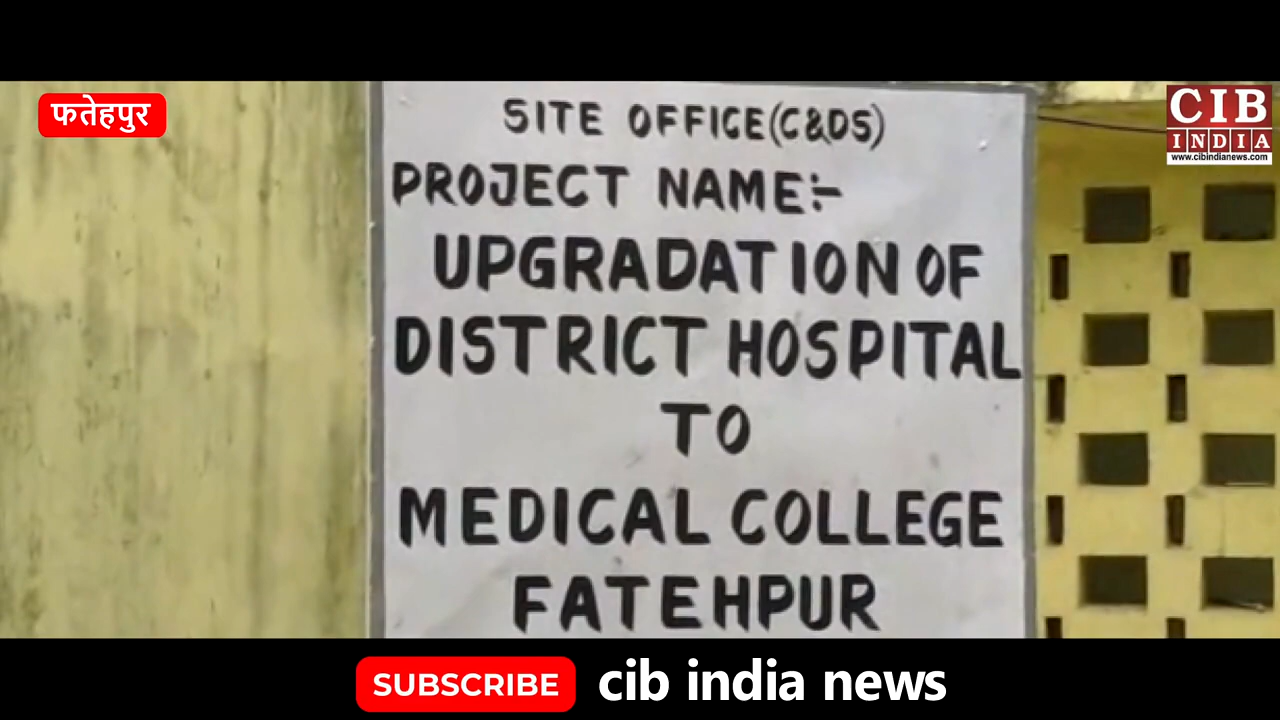 फतेहपुर
CIB
INDIA
www.cibindianews.com
SITE OFFICE(C&DS)
PROJECT NAME:-
UPGRADATION OF
DISTRICT HOSPITAL
TO
MEDICAL COLLEGE
FATEHPUR
SUBSCRIBE cib india news